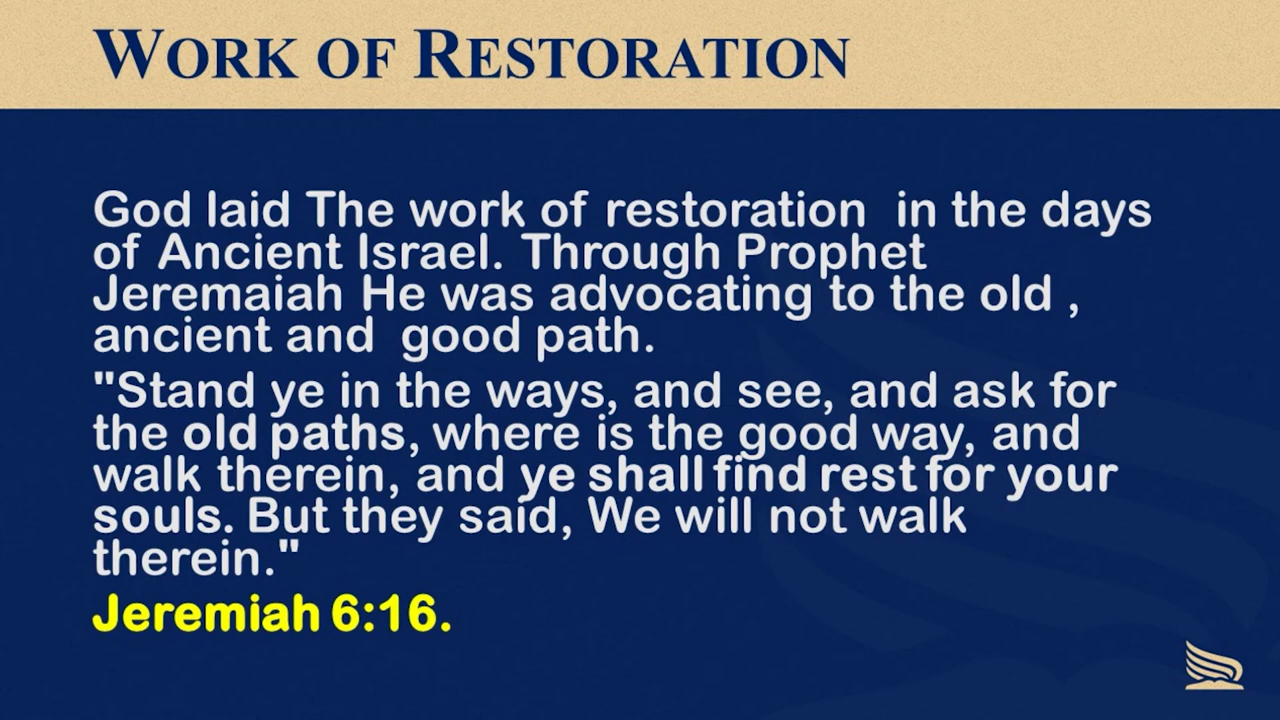 WORK OF RESTORATION
God laid The work of restoration  in the days
of Ancient Israel. Through Prophet
Jeremaiah He was advocating to the old ,
ancient and  good path.
"Stand ye in the ways, and see, and ask for
the old paths, where is the good way, and
walk therein, and ye shall find rest for your
souls. But they said, We will not walk
therein."
Jeremiah 6:16.